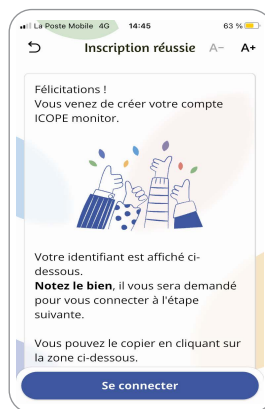 La Poste Mobile 4G 14:45 63 %
Inscription réussie A- A+
Félicitations !
Vous venez de créer votre compte
ICOPE monitor.
Votre identifiant est affiché ci-
dessous.
Notez le bien, il vous sera demandé
pour vous connecter à l'étape
suivante.
Vous pouvez le copier en cliquant sur
la zone ci-dessous.
Se connecter